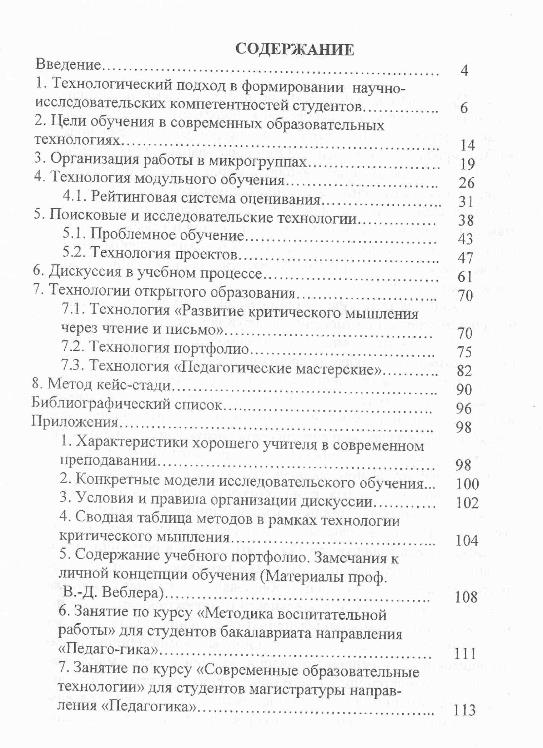 СОДЕРЖАНИЕ
Введение……………………………………………… 4
1. Технологический подход в формировании научно-
исследовательских компетентностей студентов………… 6
2. Цели обучения в современных образовательных
технологиях…………………………………………… 14
3. Организация работы в микрогруппах………………… 19
4. Технология модульного обучения…………………… 26
4.1. Рейтинговая система оценивания……………… 31
5. Поисковые и исследовательские технологии………… 38
5.1. Проблемное обучение………………………… 43
5.2. Технология проектов………………………… 47
6. Дискуссия в учебном процессе……………………… 61
7. Технологии открытого образования………………… 70
7.1. Технология «Развитие критического мышления
через чтение и письмо»…………………………… 70
7.2. Технология портфолио………………………… 75
7.3. Технология «Педагогические мастерские»……… 82
8. Метод кейс-стади…………………………………… 90
Библиографический список…………………………… 96
Приложения…………………………………………… 98
1. Характеристики хорошего учителя в современном
преподавании……………………………………… 98
2. Конкретные модели исследовательского обучения... 100
3. Условия и правила организации дискуссии……… 102
4. Сводная таблица методов в рамках технологии
критического мышления…………………………… 104
5. Содержание учебного портфолио. Замечания к
личной концепции обучения (Материалы проф.
В.-Д. Веблера)……………………………………… 108
6. Занятие по курсу «Методика воспитательной
работы» для студентов бакалавриата направления
«Педаго-гика»……………………………………… 111
7. Занятие по курсу «Современные образовательные
технологии» для студентов магистратуры направ-
ления «Педагогика»………………………………… 113